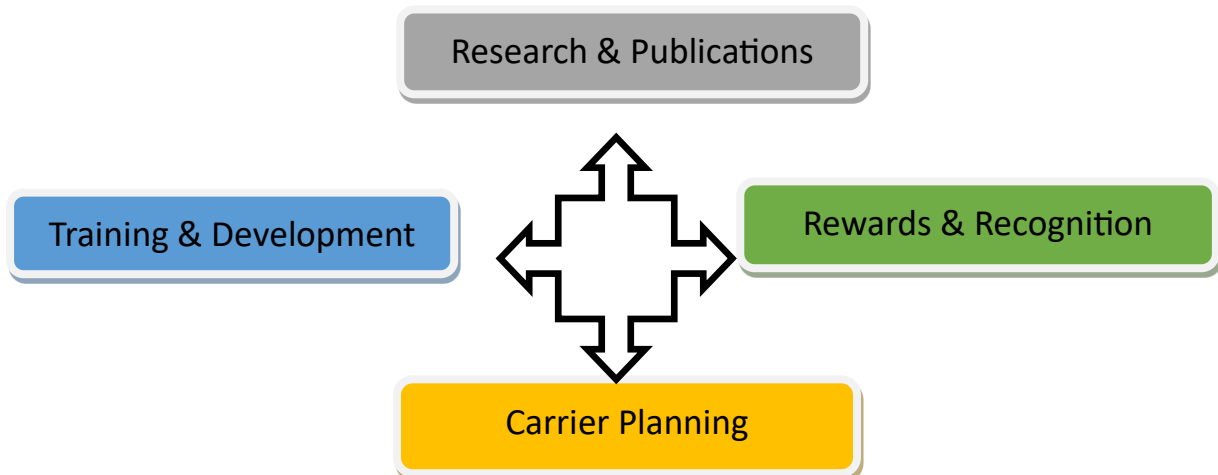 Research & Publications
Training & Development
Rewards & Recognition
Carrier Planning